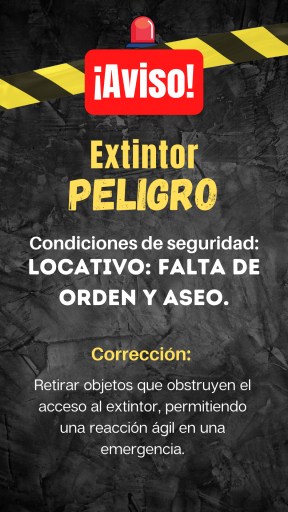 ¡Aviso!
Extintor
PELIGRO
Condiciones de seguridad:
LOCATIVO: FALTA DE
ORDEN Y ASEO.
Corrección:
Retirar objetos que obstruyen el
acceso al extintor, permitiendo
una reacción ágil en una
emergencia.